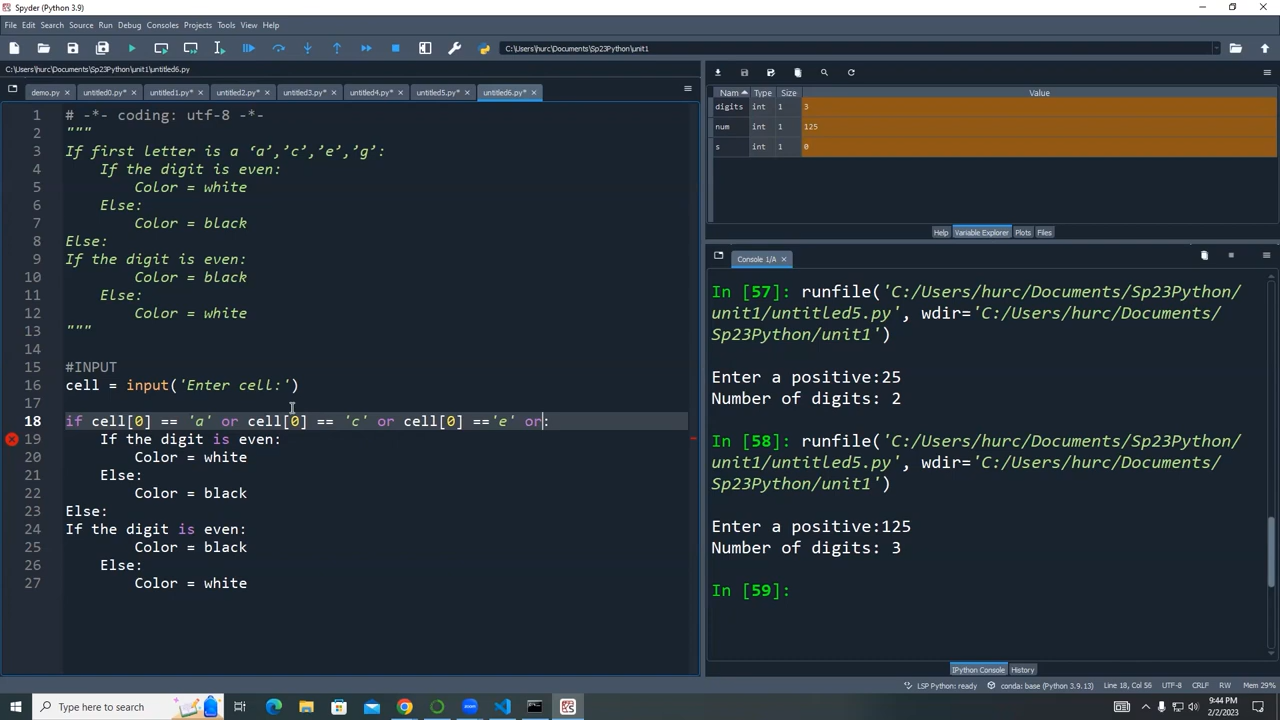 Spyder (Python 3.9)
File Edit Search Source Run Debug Consoles Projects Tools View Help
C:\Users\hurc\Documents\Sp23Python\unit1
C:\Users\hurc\Documents\Sp23Python\unit1\untitled6.py
demo.py untitled0.py* untitled1.py* untitled2.py* untitled3.py* untitled4.py* untitled5.py* untitled6.py*
1 # -*- coding: utf-8 -*-
2 """
3 If first letter is a ‘a’,’c’,’e’,’g’:
4 If the digit is even:
5 Color = white
6 Else:
7 Color = black
8 Else:
9 If the digit is even:
10 Color = black
11 Else:
12 Color = white
13 """
14
15 #INPUT
16 cell = input('Enter cell:')
17
18 if cell[0] == 'a' or cell[0] == 'c' or cell[0] =='e' or:
19 If the digit is even:
20 Color = white
21 Else:
22 Color = black
23 Else:
24 If the digit is even:
25 Color = black
26 Else:
27 Color = white
Nam Type Size Value
digits int 1 3
num int 1 125
s int 1 0
Help Variable Explorer Plots Files
Console 1/A
In [57]: runfile('C:/Users/hurc/Documents/Sp23Python/
unit1/untitled5.py', wdir='C:/Users/hurc/Documents/
Sp23Python/unit1')
Enter a positive:25
Number of digits: 2
In [58]: runfile('C:/Users/hurc/Documents/Sp23Python/
unit1/untitled5.py', wdir='C:/Users/hurc/Documents/
Sp23Python/unit1')
Enter a positive:125
Number of digits: 3
In [59]:
IPython Console History
LSP Python: ready conda: base (Python 3.9.13) Line 18, Col 56 UTF-8 CRLF RW Mem 29%
Type here to search
9:44 PM
2/2/2023